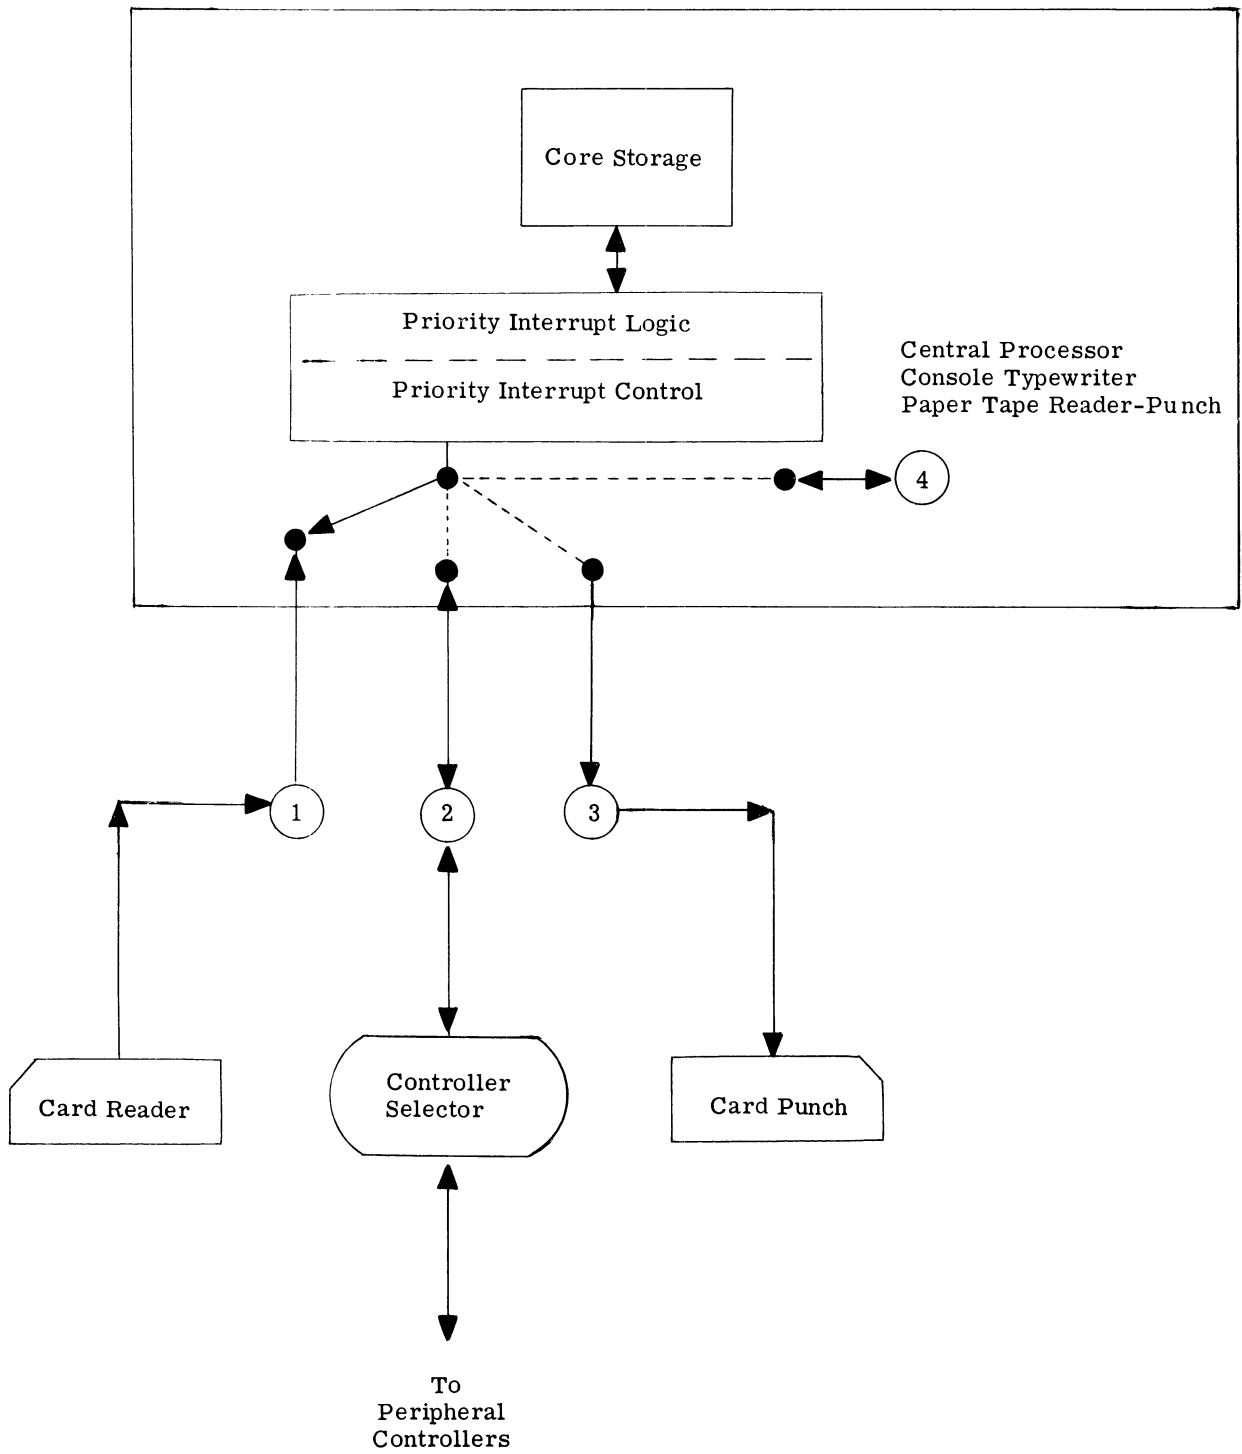 Core Storage
Priority Interrupt Logic
Priority Interrupt Control
Central Processor
Console Typewriter
Paper Tape Reader-Punch
4
1
2
3
Card Reader
Controller
Selector
Card Punch
To
Peripheral
Controllers